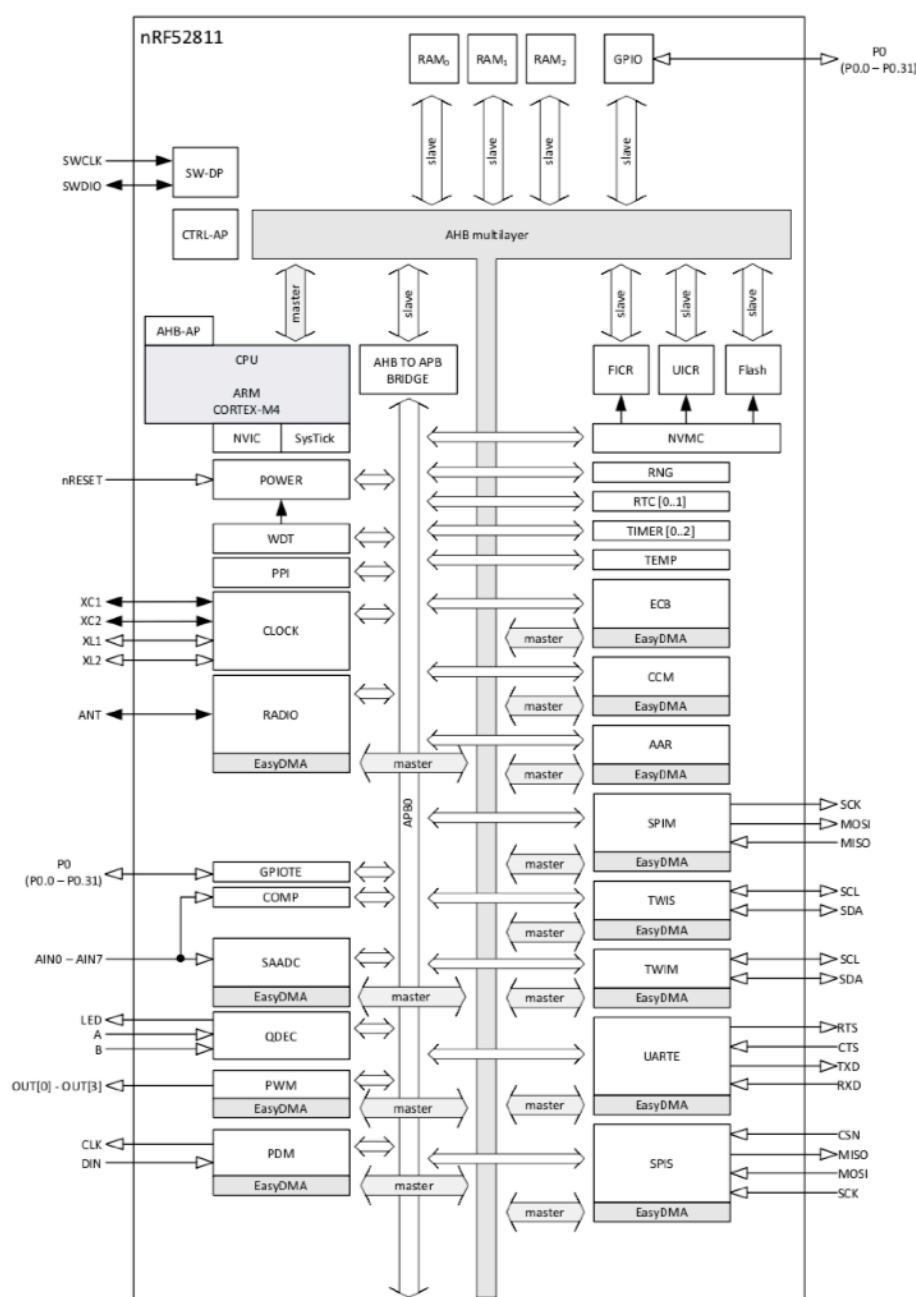 nRF52811
RAM0
RAM1
RAM2
GPIO
P0
(P0.0 – P0.31)
slave
slave
slave
slave
SWCLK
SWDIO
SW-DP
CTRL-AP
AHB multilayer
master
slave
slave
slave
slave
AHB-AP
CPU
ARM
CORTEX-M4
NVIC
SysTick
AHB TO APB
BRIDGE
FICR
UICR
Flash
NVMC
nRESET
POWER
RNG
RTC [0..1]
WDT
TIMER [0..2]
PPI
TEMP
XC1
XC2
XL1
XL2
CLOCK
ECB
master
EasyDMA
CCM
master
EasyDMA
ANT
RADIO
EasyDMA
master
AAR
master
EasyDMA
APB0
SPIM
master
EasyDMA
SCK
MOSI
MISO
P0
(P0.0 – P0.31)
GPIOTE
COMP
TWIS
master
EasyDMA
SCL
SDA
AIN0 – AIN7
SAADC
EasyDMA
master
TWIM
master
EasyDMA
SCL
SDA
LED
A
B
QDEC
UARTE
master
EasyDMA
RTS
CTS
TXD
RXD
OUT[0] - OUT[3]
PWM
EasyDMA
master
CLK
DIN
PDM
EasyDMA
master
SPIS
master
EasyDMA
CSN
MISO
MOSI
SCK